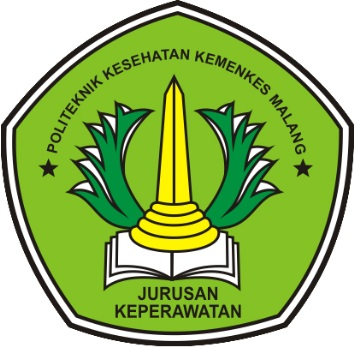 POLITEKNIK KESEHATAN KEMENKES MALANG
JURUSAN
KEPERAWATAN